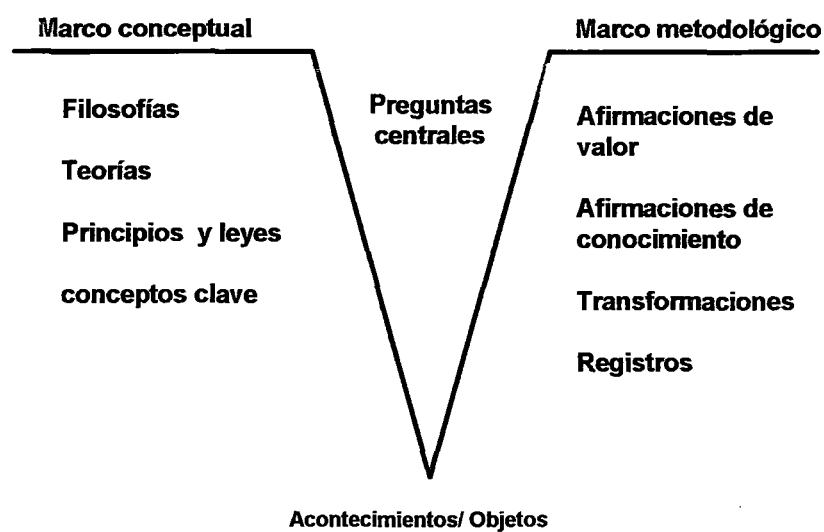 Marco conceptual
Marco metodológico
Filosofías
Teorías
Principios y leyes
conceptos clave
Preguntas
centrales
Afirmaciones de
valor
Afirmaciones de
conocimiento
Transformaciones
Registros
Acontecimientos/ Objetos